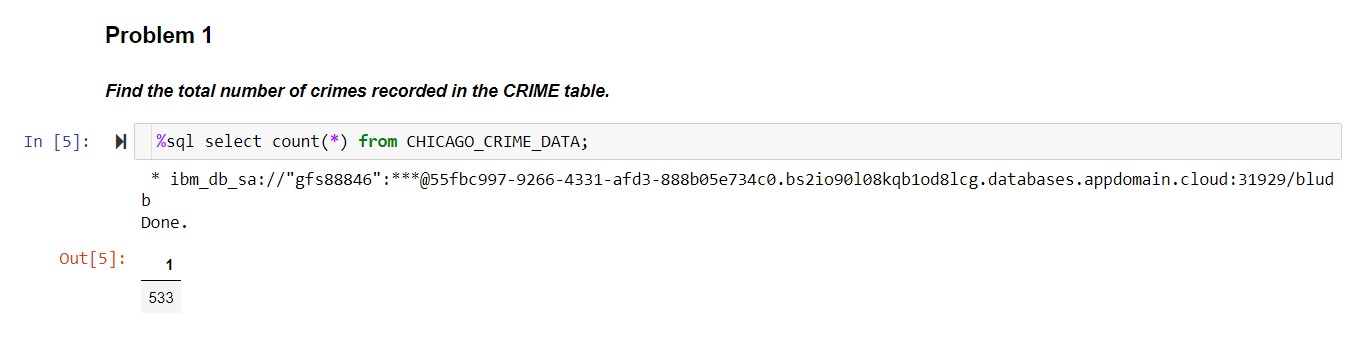 Problem 1
Find the total number of crimes recorded in the CRIME table.
In [5]: %sql select count(*) from CHICAGO_CRIME_DATA;
* ibm_db_sa://"gfs88846":***@55fbc997-9266-4331-afd3-888b05e734c0.bs2io90l08kqb1od8lcg.databases.appdomain.cloud:31929/blud
b
Done.
Out[5]: 1
533